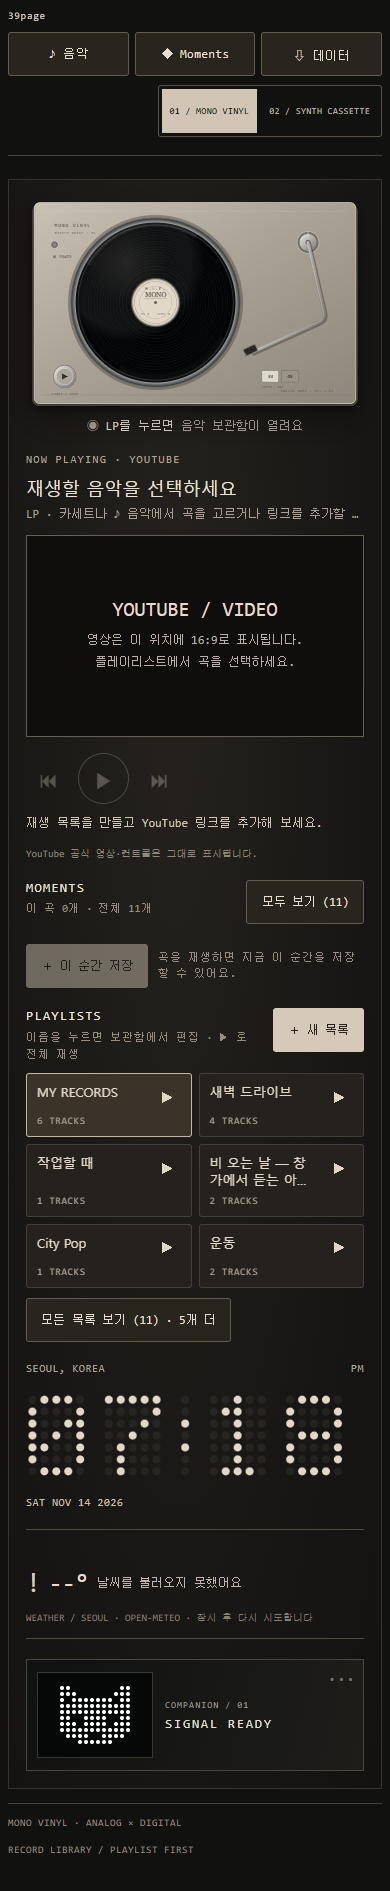 39page
♪ 음악
◆ Moments
⇩ 데이터
01 / MONO VINYL
02 / SYNTH CASSETTE
MONO VINYL
POWER
MONO
◉ LP를 누르면 음악 보관함이 열려요
NOW PLAYING · YOUTUBE
재생할 음악을 선택하세요
LP · 카세트나 ♪ 음악에서 곡을 고르거나 링크를 추가할 …
YOUTUBE / VIDEO
영상은 이 위치에 16:9로 표시됩니다.
플레이리스트에서 곡을 선택하세요.
재생 목록을 만들고 YouTube 링크를 추가해 보세요.
YouTube 공식 영상·컨트롤은 그대로 표시됩니다.
MOMENTS
이 곡 0개 · 전체 11개
모두 보기 (11)
+ 이 순간 저장
곡을 재생하면 지금 이 순간을 저장
할 수 있어요.
PLAYLISTS
이름을 누르면 보관함에서 편집 · ▶ 로
전체 재생
+ 새 목록
MY RECORDS
6 TRACKS
새벽 드라이브
4 TRACKS
작업할 때
1 TRACKS
비 오는 날 — 창
가에서 듣는 아…
2 TRACKS
City Pop
1 TRACKS
운동
2 TRACKS
모든 목록 보기 (11) · 5개 더
SEOUL, KOREA
PM
07:10
SAT NOV 14 2026
! --° 날씨를 불러오지 못했어요
WEATHER / SEOUL · OPEN-METEO · 잠시 후 다시 시도합니다
COMPANION / 01
SIGNAL READY
MONO VINYL · ANALOG × DIGITAL
RECORD LIBRARY / PLAYLIST FIRST